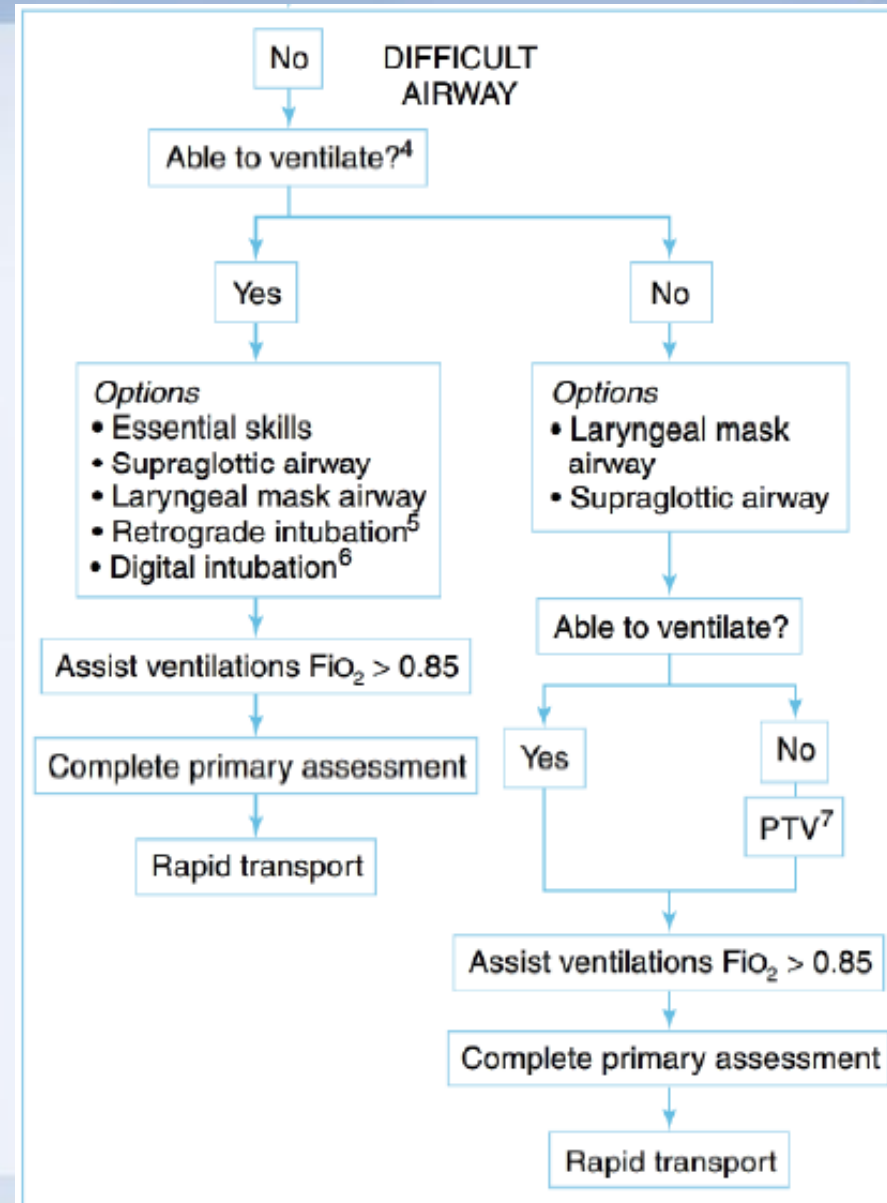 No
DIFFICULT
AIRWAY
Able to ventilate?⁴
Yes
Options
• Essential skills
• Supraglottic airway
• Laryngeal mask airway
• Retrograde intubation⁵
• Digital intubation⁶
Assist ventilations FiO₂ > 0.85
Complete primary assessment
Rapid transport
No
Options
• Laryngeal mask
airway
• Supraglottic airway
Able to ventilate?
Yes
No
PTV⁷
Assist ventilations FiO₂ > 0.85
Complete primary assessment
Rapid transport